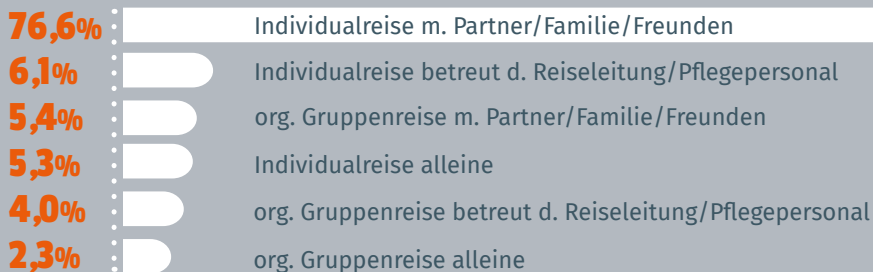 76,6% Individualreise m. Partner/Familie/Freunden
6,1% Individualreise betreut d. Reiseleitung/Pflegepersonal
5,4% org. Gruppenreise m. Partner/Familie/Freunden
5,3% Individualreise alleine
4,0% org. Gruppenreise betreut d. Reiseleitung/Pflegepersonal
2,3% org. Gruppenreise alleine